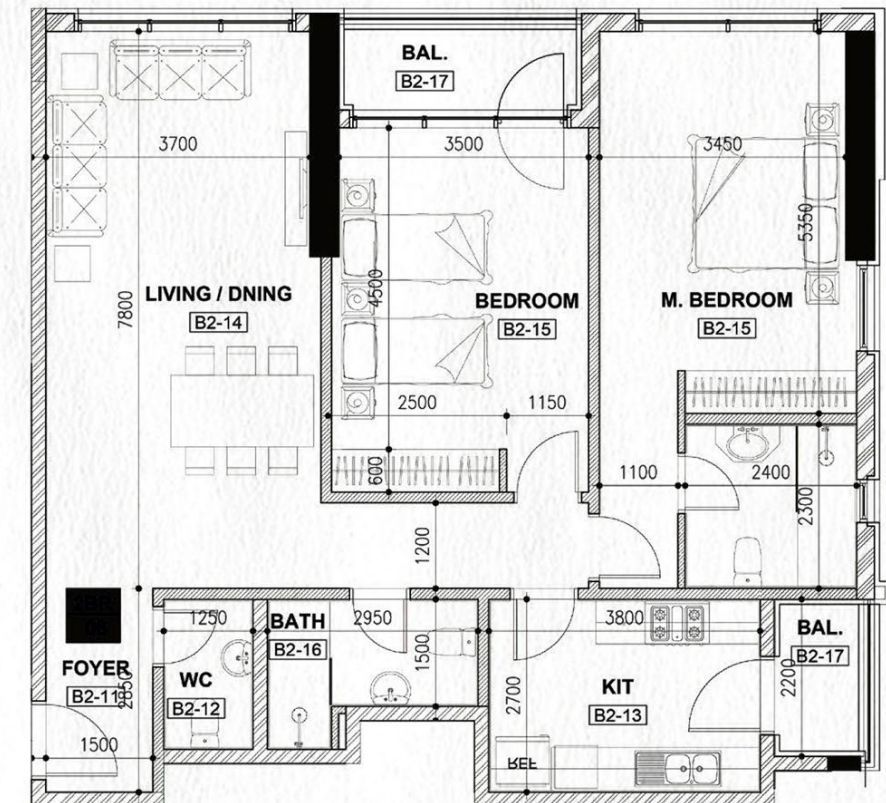 BAL.
B2-17
3700
3500
3450
5350
4500
7800
LIVING / DNING
B2-14
BEDROOM
B2-15
M. BEDROOM
B2-15
2500
1150
600
1100
2400
2300
1200
2BR
1250
BATH
2950
B2-16
1500
3800
BAL.
B2-17
2200
FOYER
B2-11
WC
B2-12
2700
KIT
B2-13
1500
REF